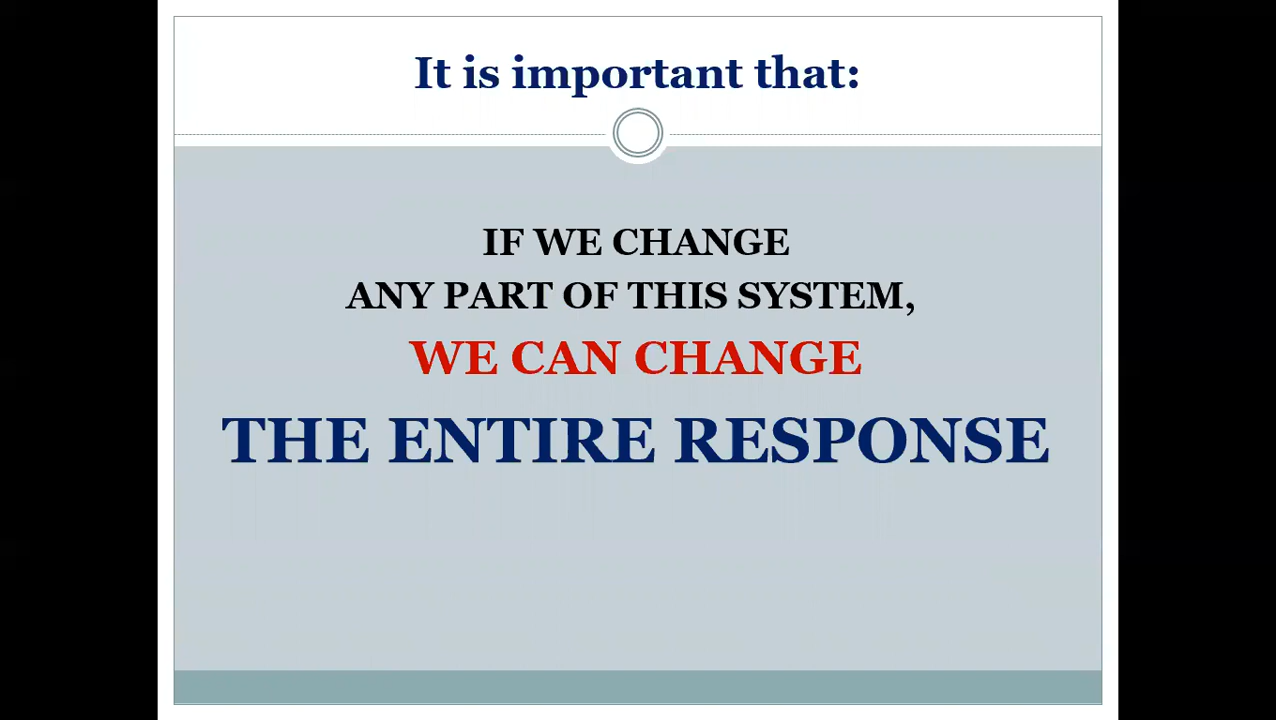 It is important that:
IF WE CHANGE
ANY PART OF THIS SYSTEM,
WE CAN CHANGE
THE ENTIRE RESPONSE